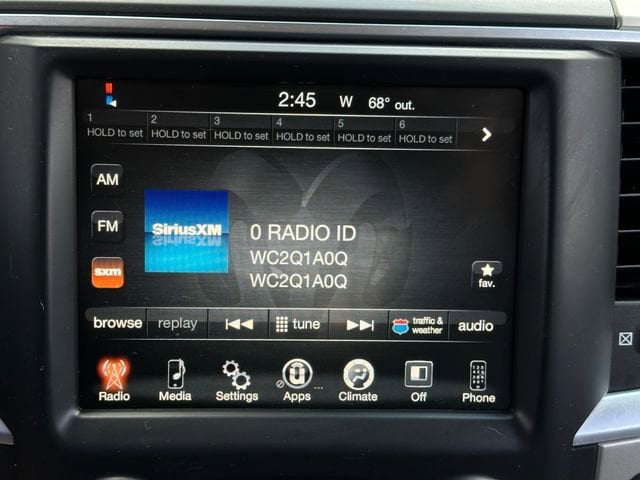 2:45 W 68° out.
1 2 3 4 5 6
HOLD to set HOLD to set HOLD to set HOLD to set HOLD to set HOLD to set
AM
FM
sxm
SiriusXM
0 RADIO ID
WC2Q1A0Q
WC2Q1A0Q
fav.
browse replay tune traffic & weather audio
Radio Media Settings Apps ... Climate Off Phone